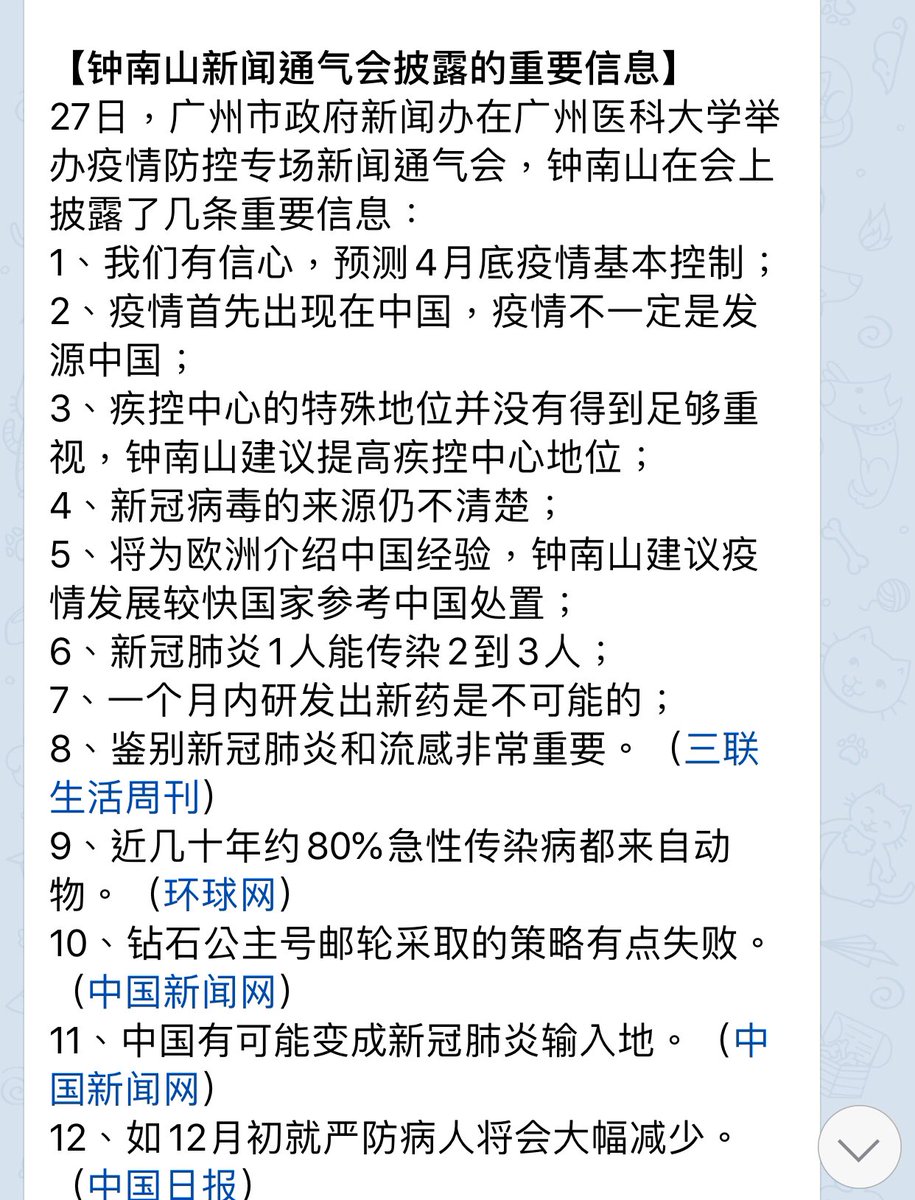 【钟南山新闻通气会披露的重要信息】
27日，广州市政府新闻办在广州医科大学举
办疫情防控专场新闻通气会，钟南山在会上
披露了几条重要信息：
1、我们有信心，预测4月底疫情基本控制；
2、疫情首先出现在中国，疫情不一定是发
源中国；
3、疾控中心的特殊地位并没有得到足够重
视，钟南山建议提高疾控中心地位；
4、新冠病毒的来源仍不清楚；
5、将为欧洲介绍中国经验，钟南山建议疫
情发展较快国家参考中国处置；
6、新冠肺炎1人能传染2到3人；
7、一个月内研发出新药是不可能的；
8、鉴别新冠肺炎和流感非常重要。（三联
生活周刊）
9、近几十年约80%急性传染病都来自动
物。（环球网）
10、钻石公主号邮轮采取的策略有点失败。
（中国新闻网）
11、中国有可能变成新冠肺炎输入地。（中
国新闻网）
12、如12月初就严防病人将会大幅减少。
（中国日报）